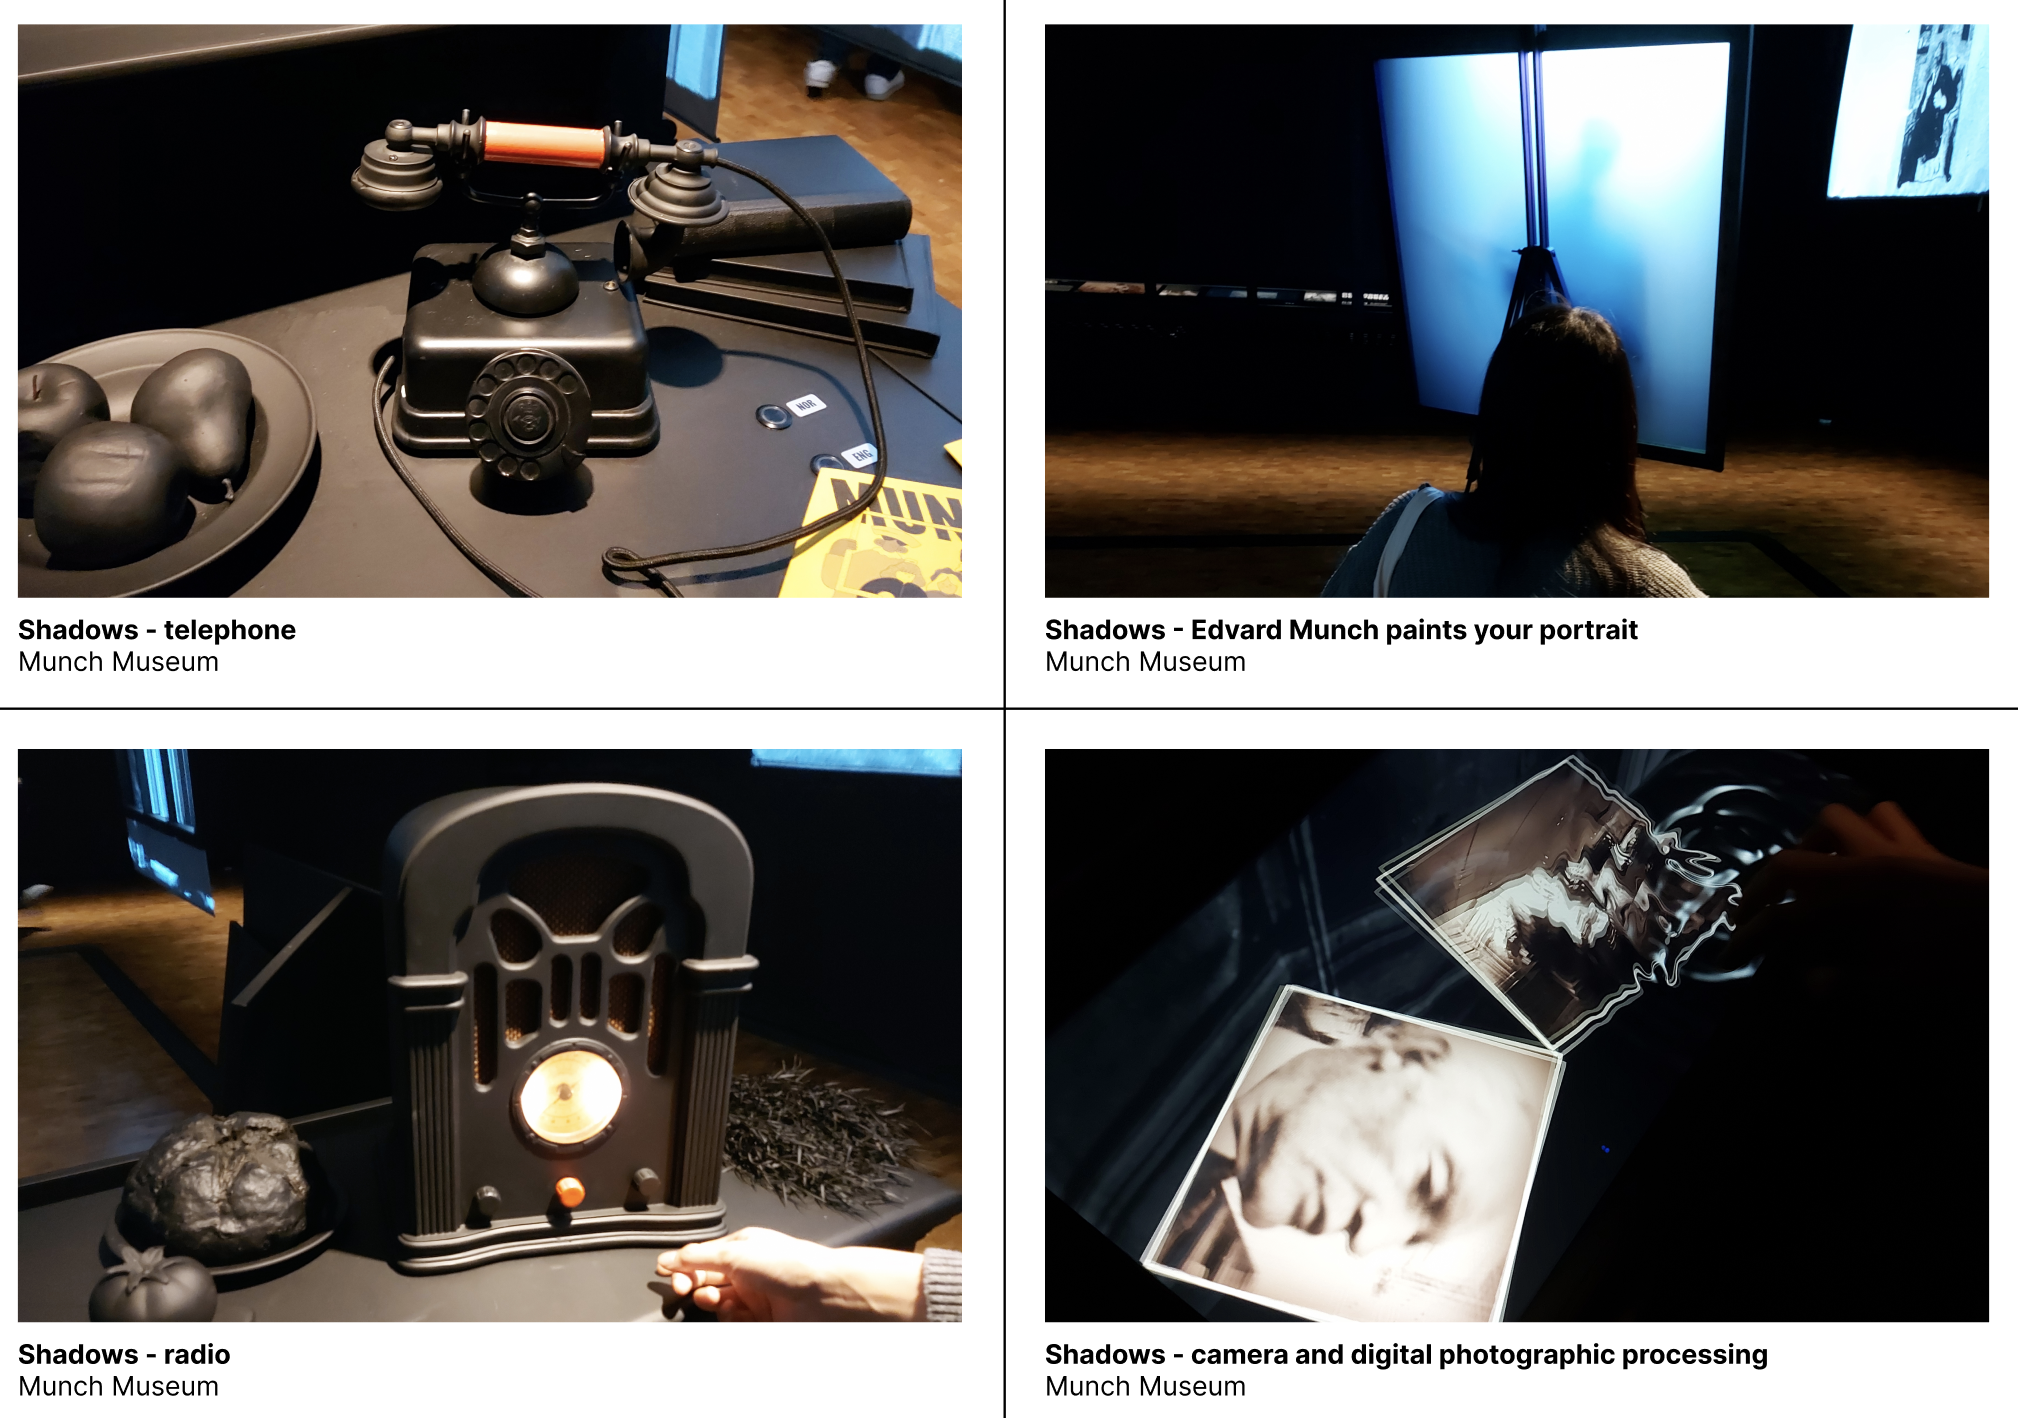 NOR
ENG
MUN
Shadows - telephone
Munch Museum
Shadows - Edvard Munch paints your portrait
Munch Museum
Shadows - radio
Munch Museum
Shadows - camera and digital photographic processing
Munch Museum